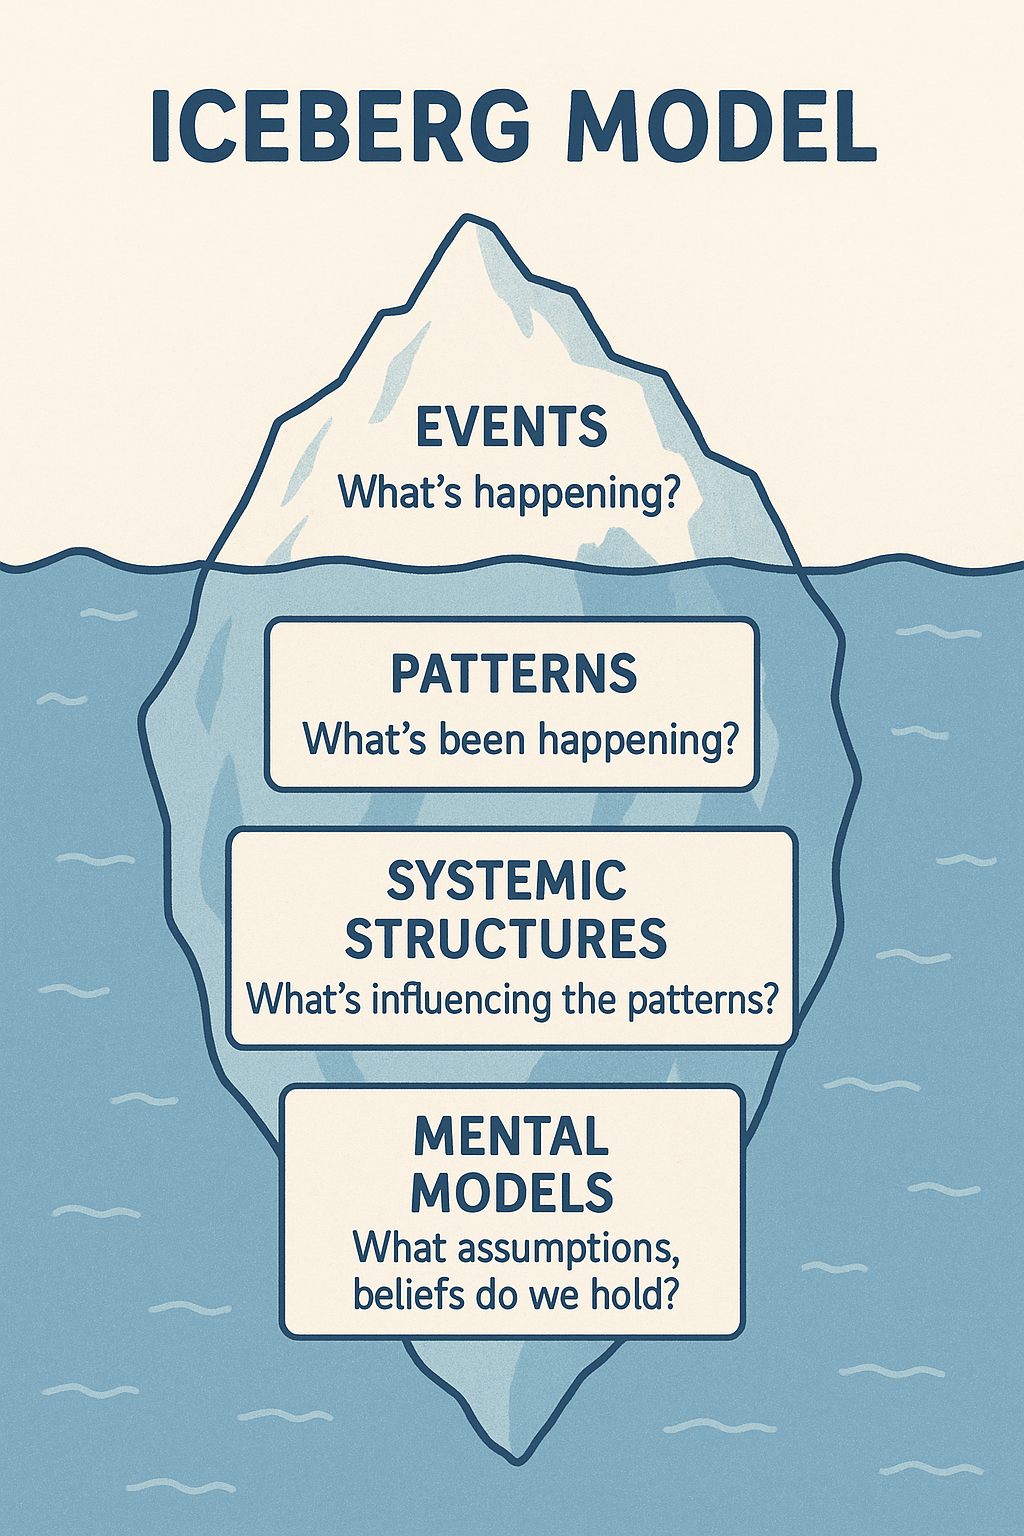 ICEBERG MODEL
EVENTS
What’s happening?
PATTERNS
What’s been happening?
SYSTEMIC
STRUCTURES
What’s influencing the patterns?
MENTAL
MODELS
What assumptions,
beliefs do we hold?